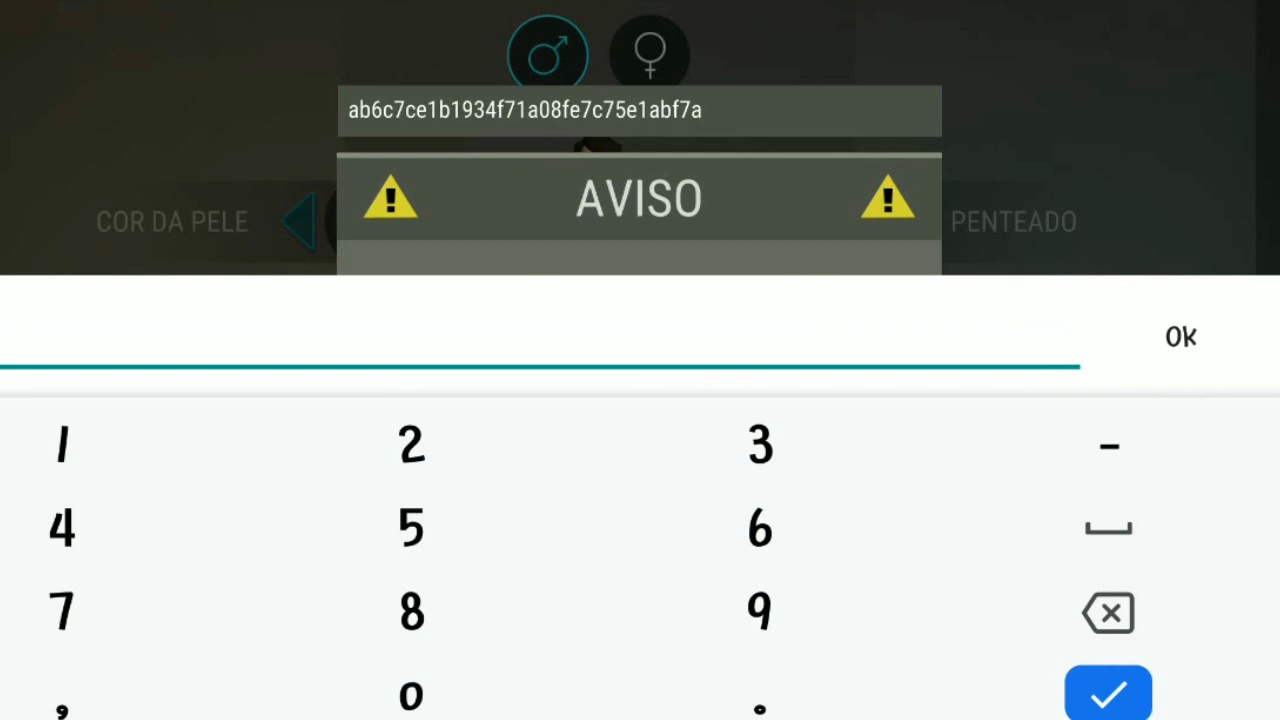 ab6c7ce1b1934f71a08fe7c75e1abf7a
AVISO
COR DA PELE
PENTEADO
Ok
1 2 3 -
4 5 6
7 8 9
, 0 .